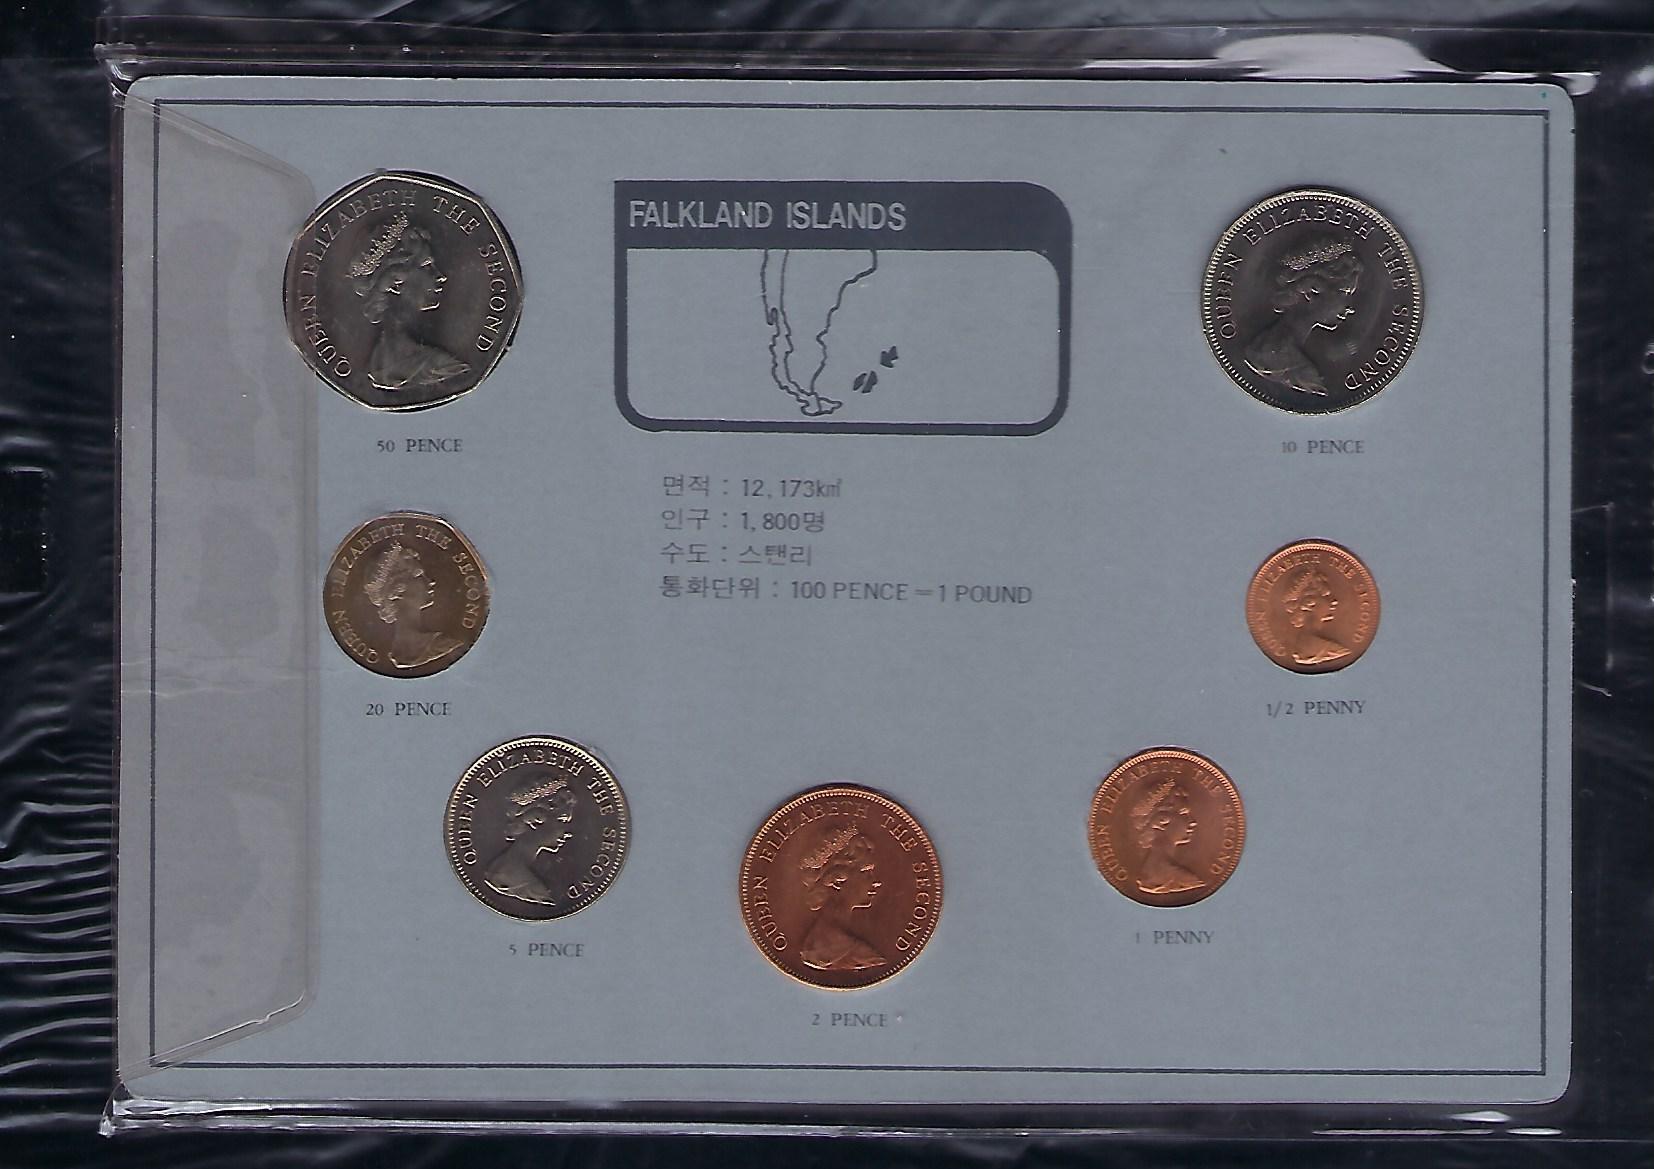 QUEEN ELIZABETH THE SECOND
50 PENCE
FALKLAND ISLANDS
QUEEN ELIZABETH THE SECOND
10 PENCE
면적 : 12,173㎢
인구 : 1,800명
수도 : 스탠리
통화단위 : 100 PENCE = 1 POUND
QUEEN ELIZABETH THE SECOND
20 PENCE
QUEEN ELIZABETH THE SECOND
1/2 PENNY
QUEEN ELIZABETH THE SECOND
5 PENCE
QUEEN ELIZABETH THE SECOND
2 PENCE
QUEEN ELIZABETH THE SECOND
1 PENNY